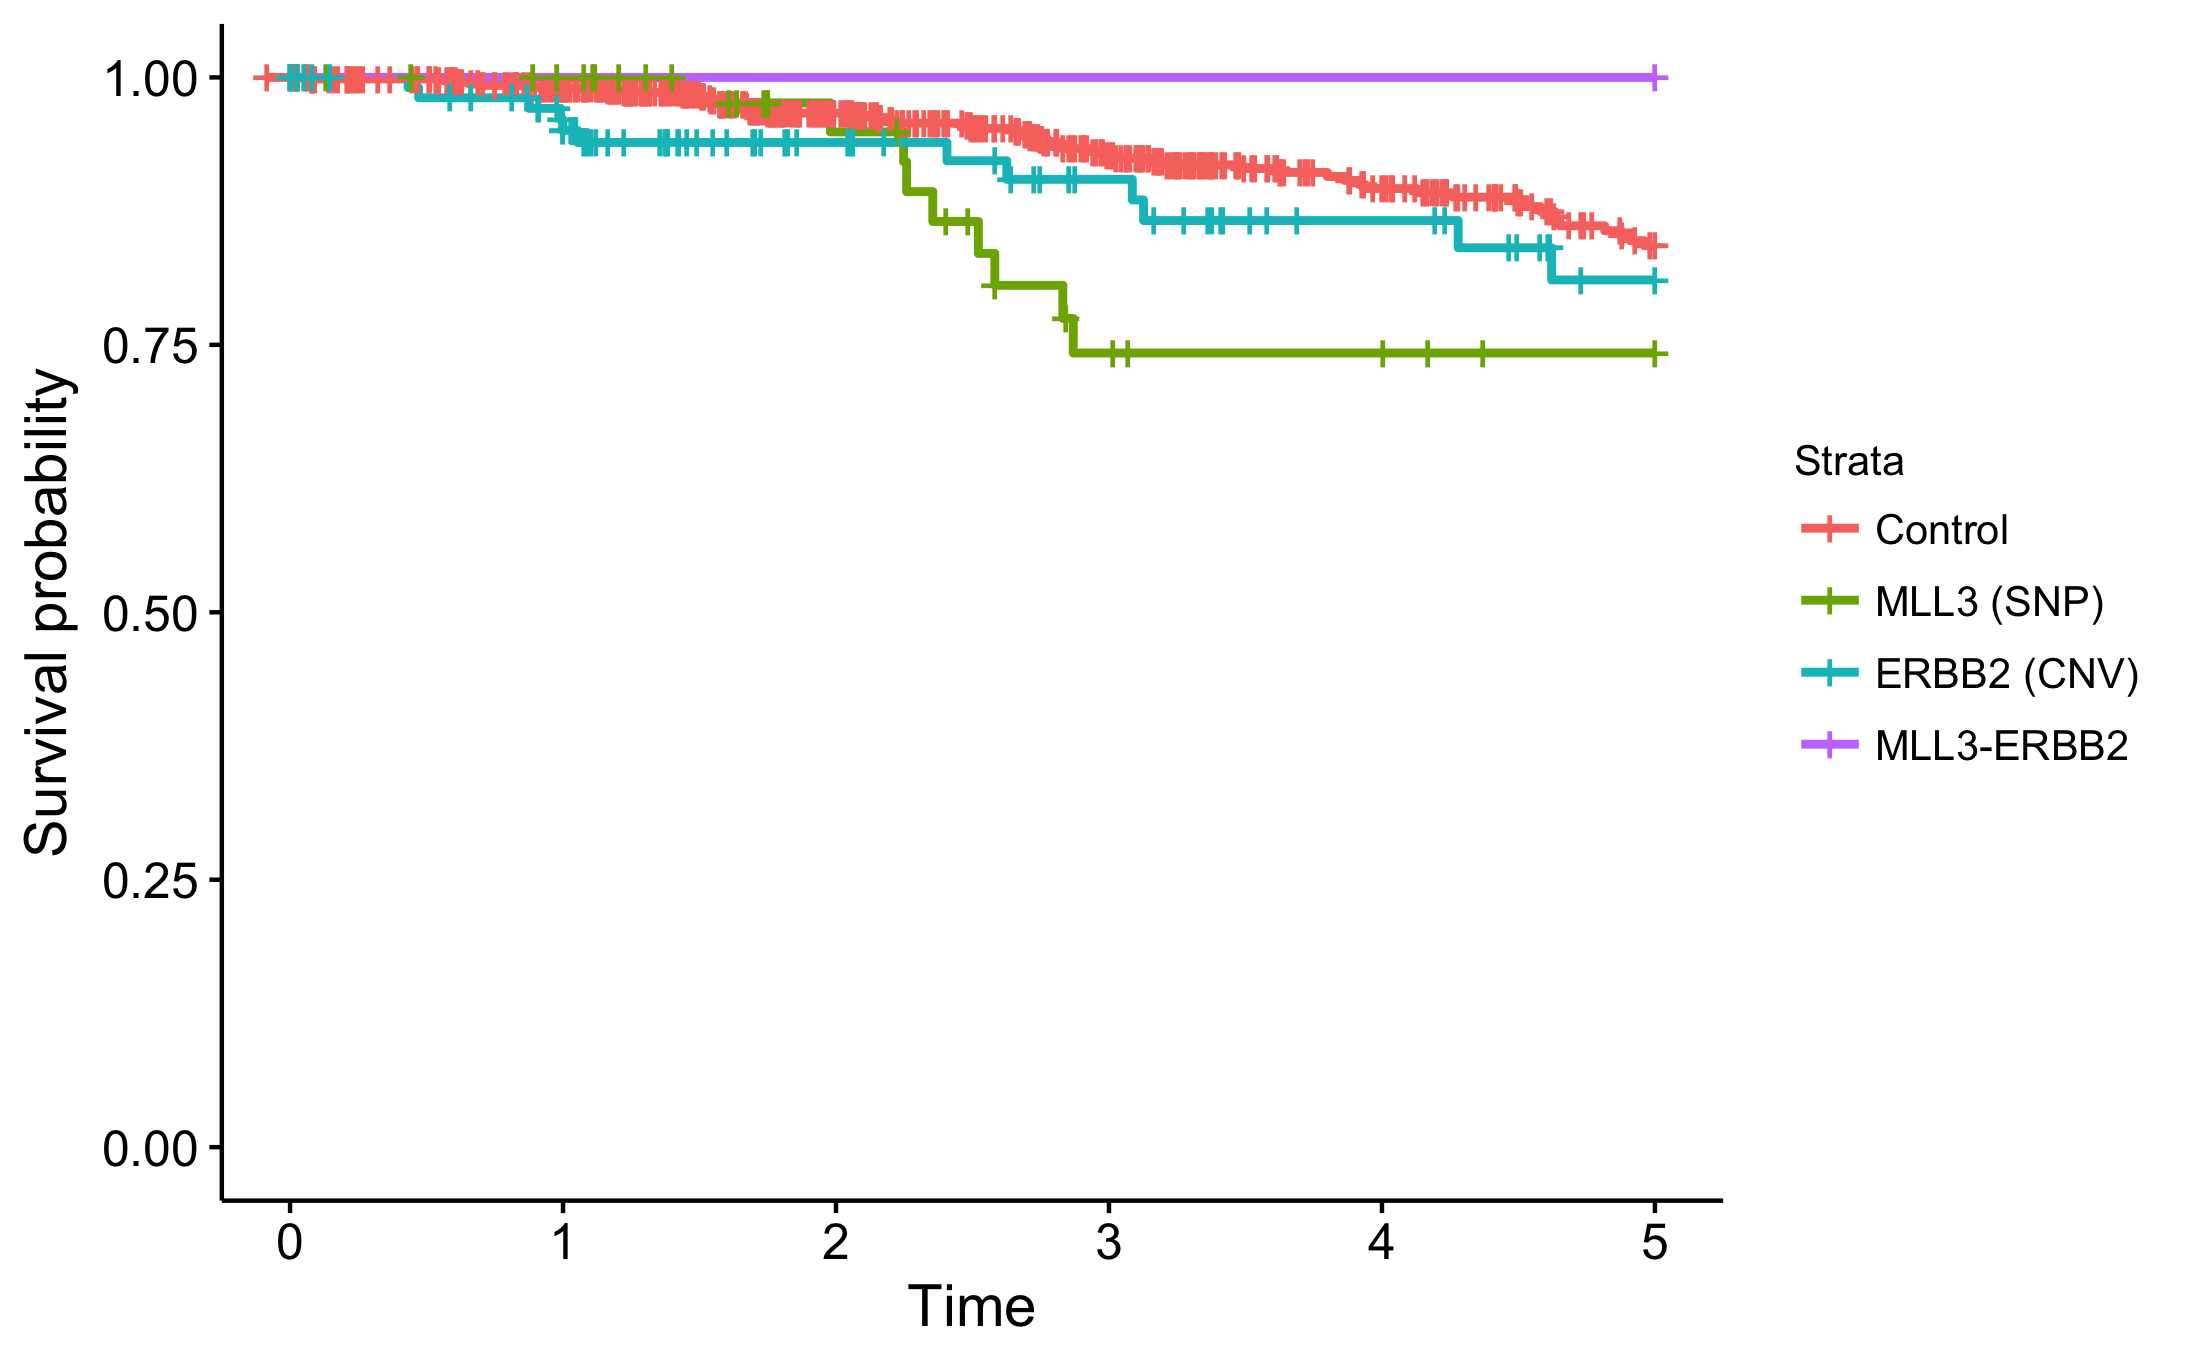 1.00
0.75
0.50
0.25
0.00
Survival probability
0 1 2 3 4 5
Time
Strata
Control
MLL3 (SNP)
ERBB2 (CNV)
MLL3-ERBB2